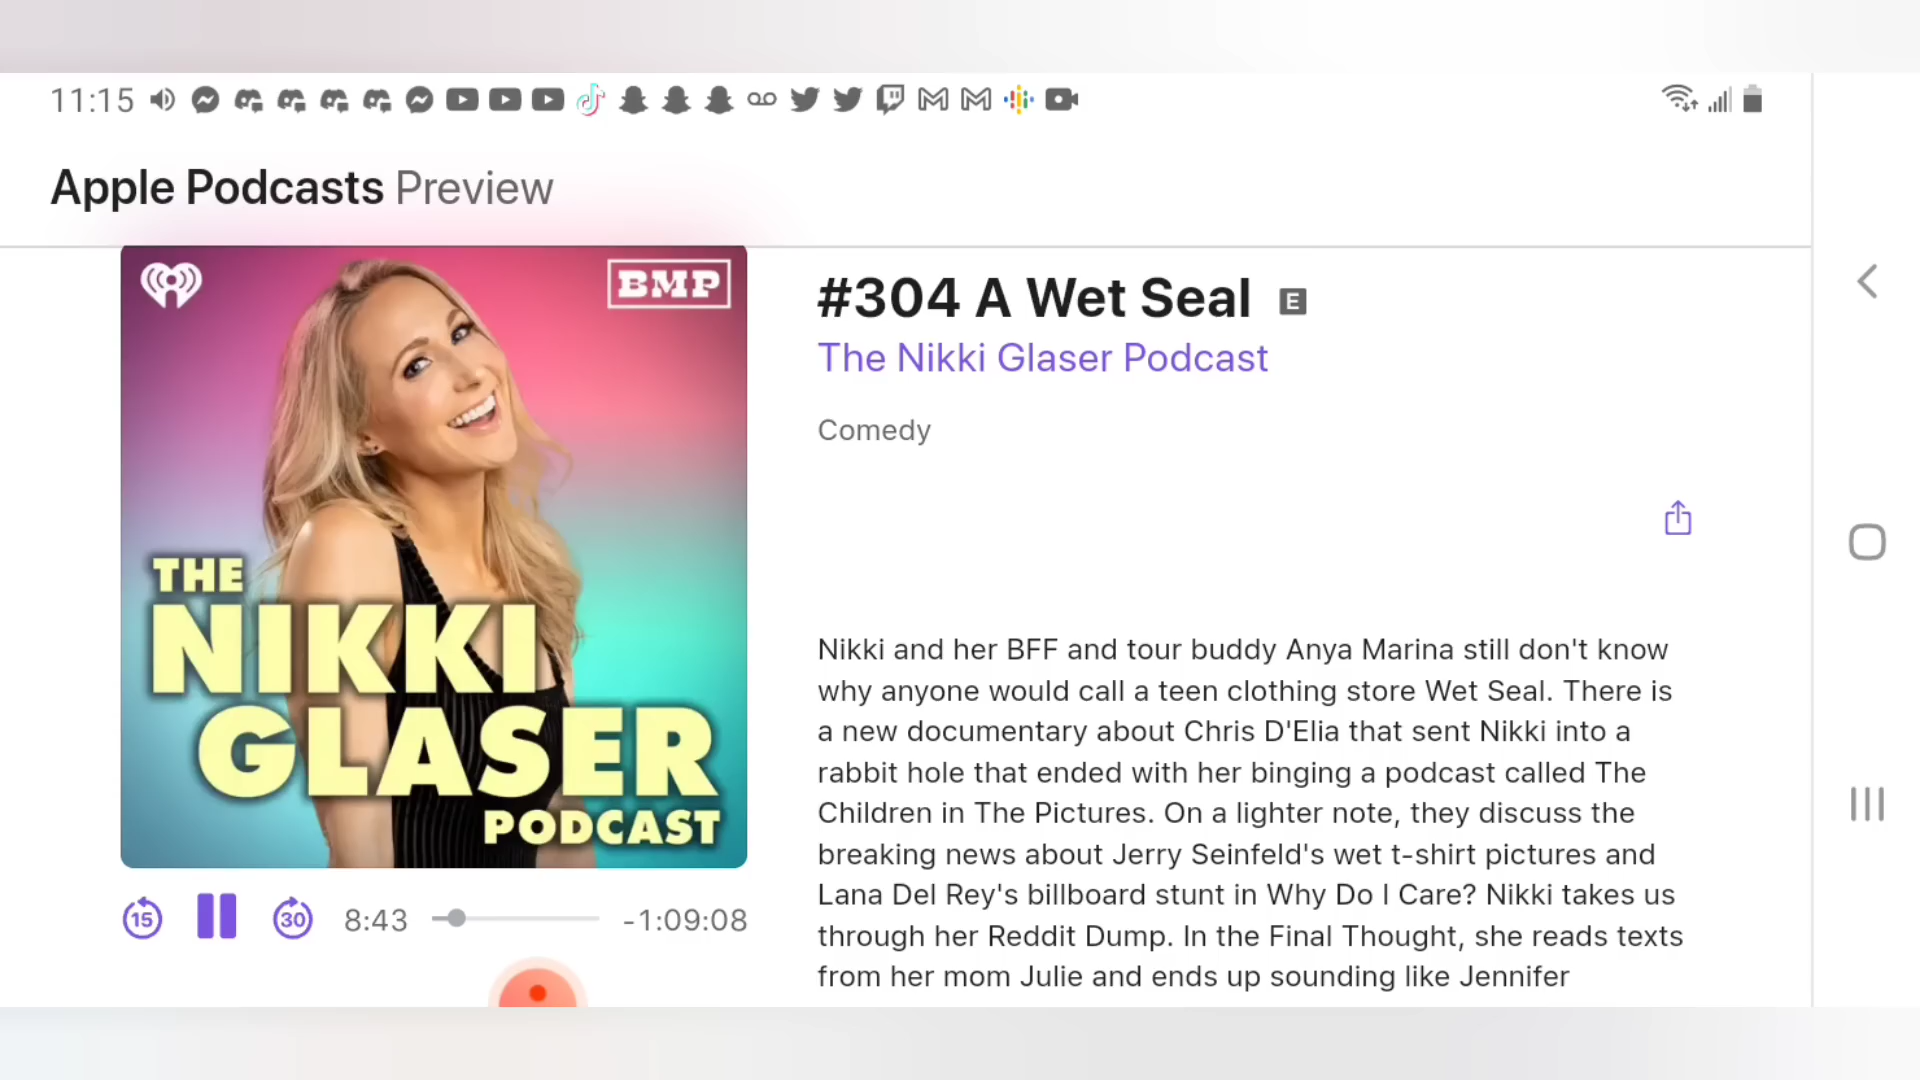 11:15
Apple Podcasts Preview
BMP
THE
NIKKI
GLASER
PODCAST
15
30
8:43
-1:09:08
#304 A Wet Seal E
The Nikki Glaser Podcast
Comedy
Nikki and her BFF and tour buddy Anya Marina still don't know
why anyone would call a teen clothing store Wet Seal. There is
a new documentary about Chris D'Elia that sent Nikki into a
rabbit hole that ended with her binging a podcast called The
Children in The Pictures. On a lighter note, they discuss the
breaking news about Jerry Seinfeld's wet t-shirt pictures and
Lana Del Rey's billboard stunt in Why Do I Care? Nikki takes us
through her Reddit Dump. In the Final Thought, she reads texts
from her mom Julie and ends up sounding like Jennifer